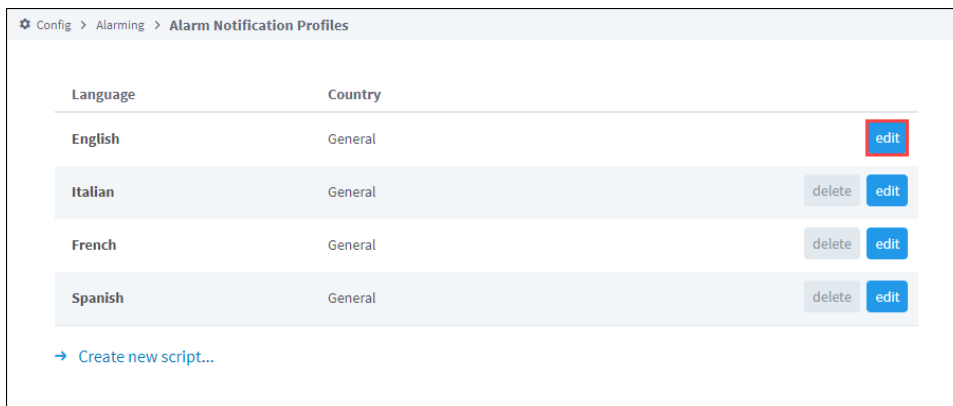 Config > Alarming > Alarm Notification Profiles
Language Country
English General edit
Italian General delete edit
French General delete edit
Spanish General delete edit
→ Create new script...